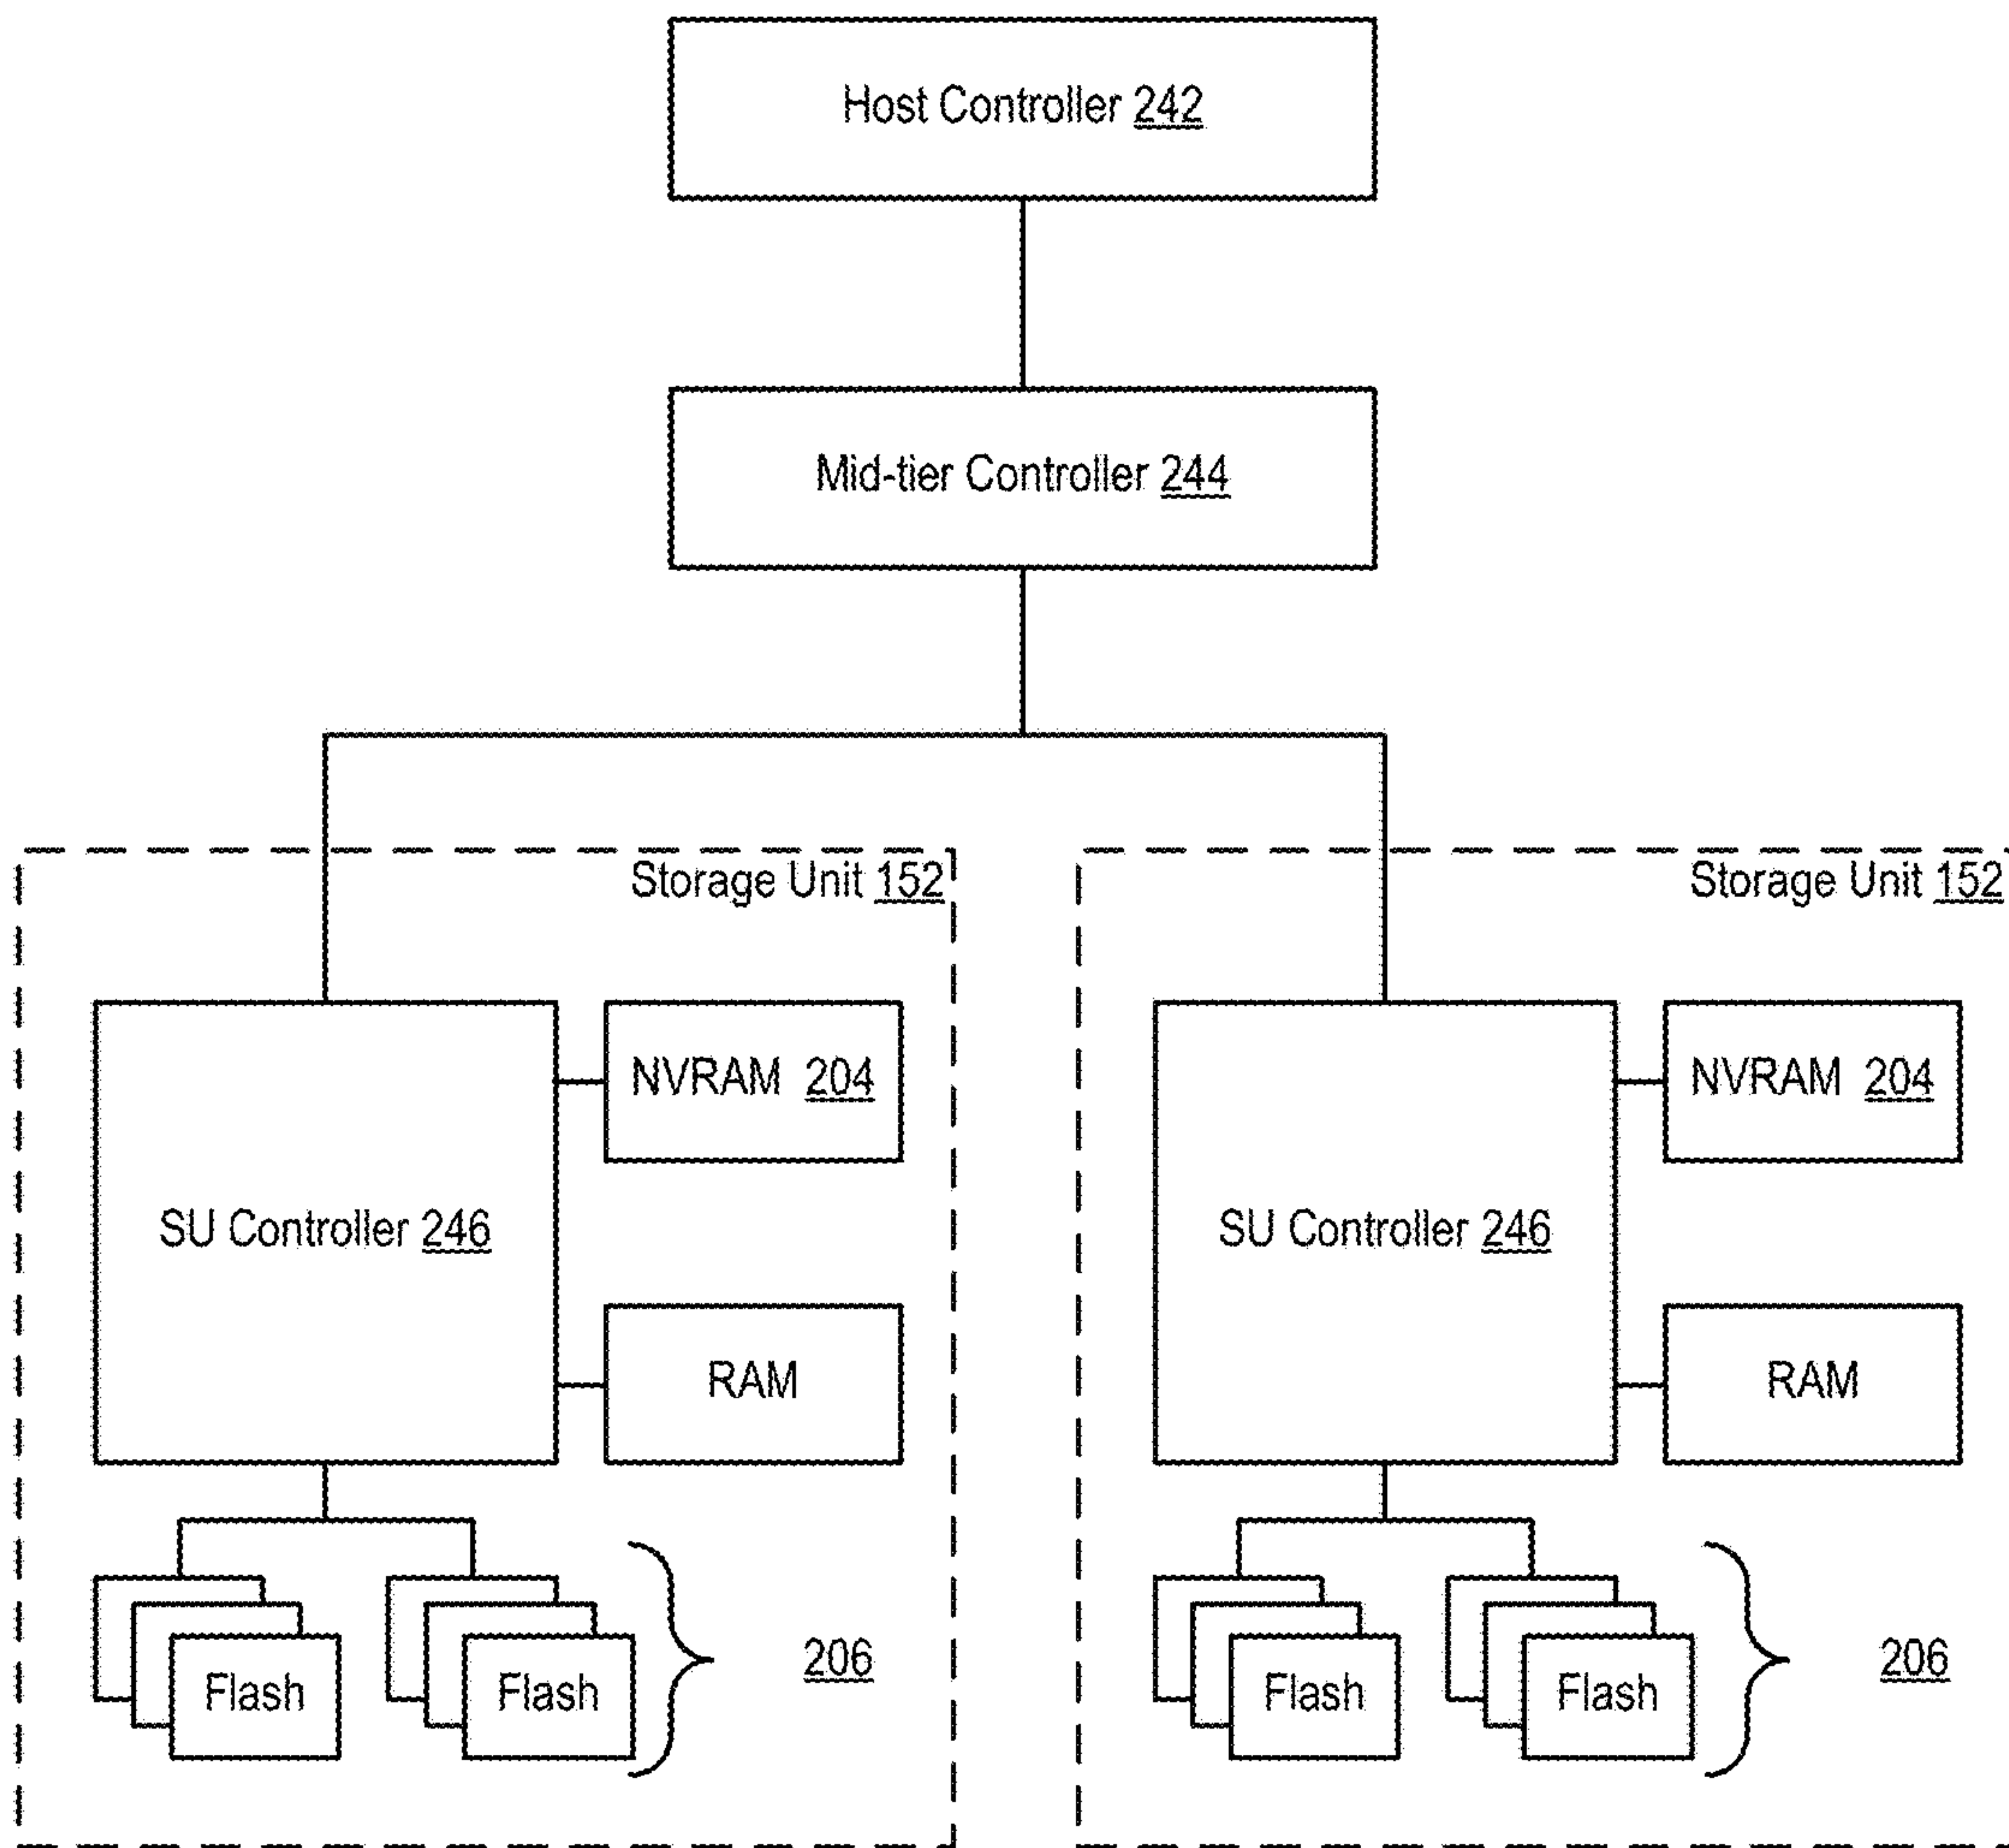 Host Controller 242
Mid-tier Controller 244
Storage Unit 152
NVRAM 204
SU Controller 246
RAM
Flash
Flash
206
Storage Unit 152
NVRAM 204
SU Controller 246
RAM
Flash
Flash
206